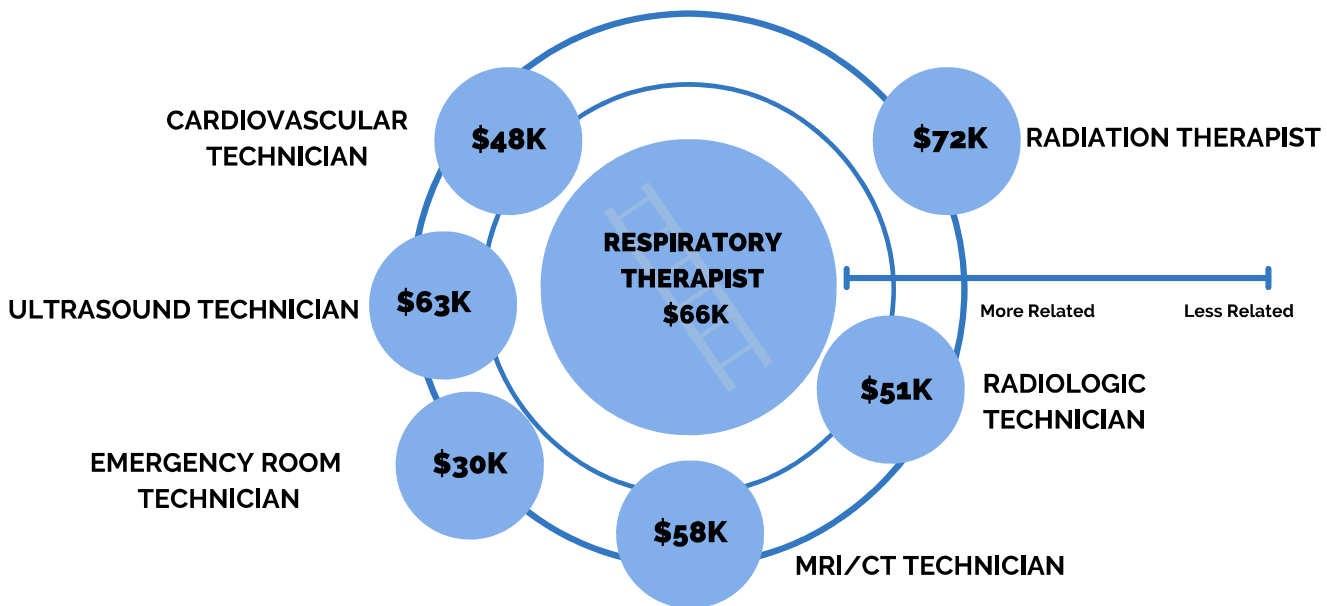 CARDIOVASCULAR
TECHNICIAN
$48K
$72K
RADIATION THERAPIST
RESPIRATORY
THERAPIST
$66K
ULTRASOUND TECHNICIAN
$63K
More Related
Less Related
$51K
RADIOLOGIC
TECHNICIAN
EMERGENCY ROOM
TECHNICIAN
$30K
$58K
MRI/CT TECHNICIAN